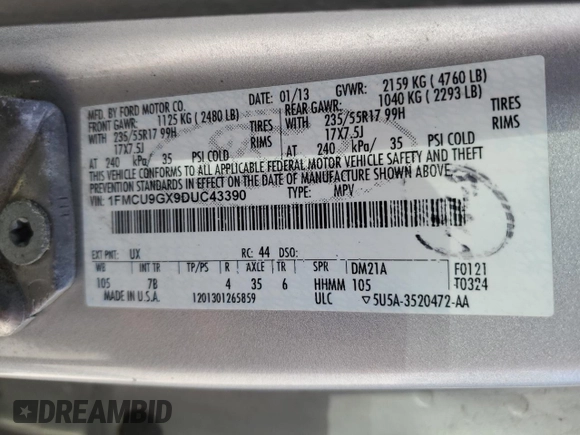 MFD. BY FORD MOTOR CO. DATE: 01/13 GVWR: 2159 KG ( 4760 LB)
FRONT GAWR: 1125 KG ( 2480 LB) REAR GAWR: 1040 KG ( 2293 LB)
WITH 235/55R17 99H TIRES WITH 235/55R17 99H TIRES
17X7.5J RIMS 17X7.5J RIMS
AT 240 kPa/ 35 PSI COLD AT 240 kPa/ 35 PSI COLD
THIS VEHICLE CONFORMS TO ALL APPLICABLE FEDERAL MOTOR VEHICLE SAFETY AND THEFT
PREVENTION STANDARDS IN EFFECT ON THE DATE OF MANUFACTURE SHOWN ABOVE.
VIN: 1FMCU9GX9DUC43390 TYPE: MPV
EXT PNT: UX RC: 44 DSO:
WB INT TR TP/PS R AXLE TR SPR DM21A F0121
105 7B 4 35 6 HHMM 105 T0324
MADE IN U.S.A. 1201301265859 ULC ▽5U5A-3520472-AA
DREAMBID